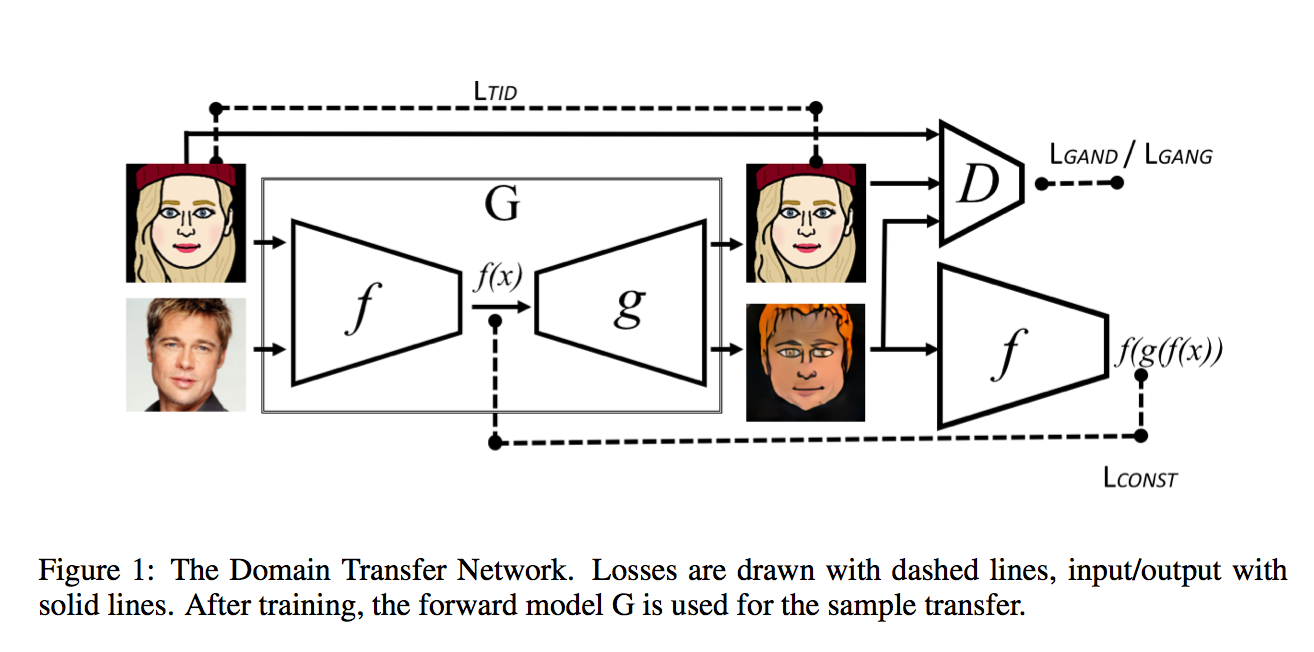 LTID
G
D
LGAND / LGANG
f
f(x)
g
f
f(g(f(x))
LCONST
Figure 1: The Domain Transfer Network. Losses are drawn with dashed lines, input/output with
solid lines. After training, the forward model G is used for the sample transfer.